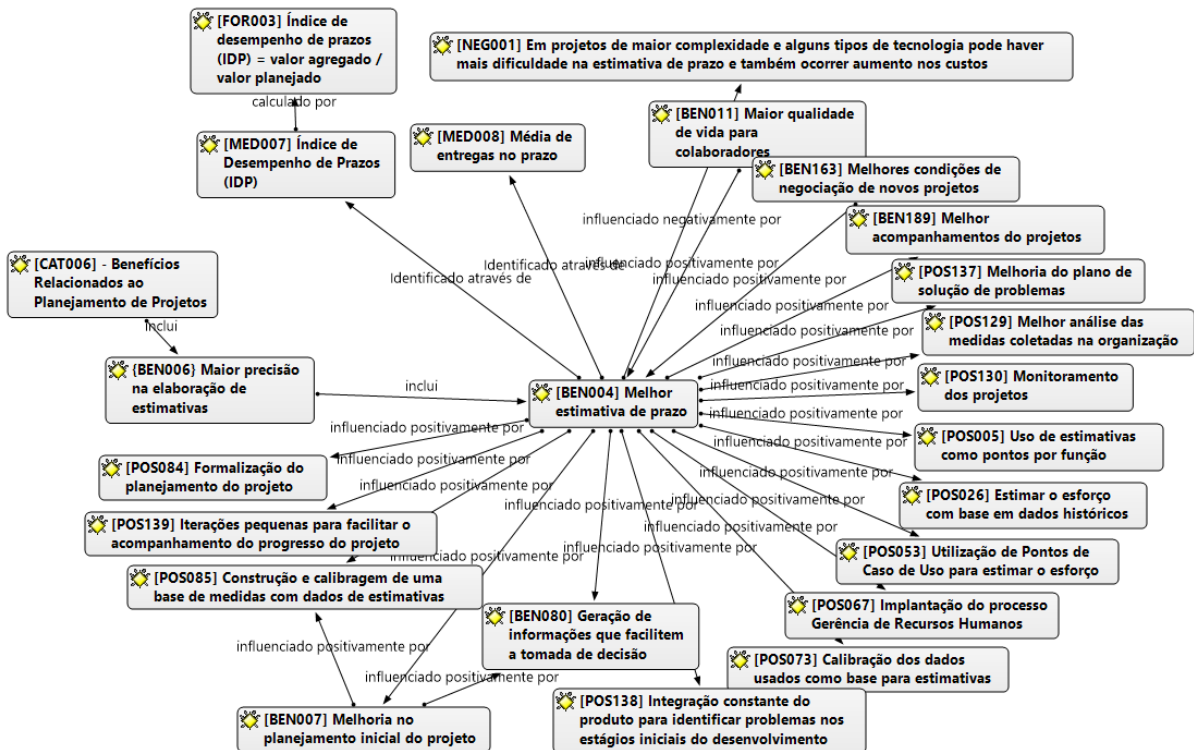 [FOR003] Índice de
desempenho de prazos
(IDP) = valor agregado /
valor planejado
[NEG001] Em projetos de maior complexidade e alguns tipos de tecnologia pode haver
mais dificuldade na estimativa de prazo e também ocorrer aumento nos custos
calculado por
[BEN011] Maior qualidade
de vida para
colaboradores
[MED007] Índice de
Desempenho de Prazos
(IDP)
[MED008] Média de
entregas no prazo
[BEN163] Melhores condições de
negociação de novos projetos
influenciado negativamente por
[BEN189] Melhor
acompanhamentos do projetos
[CAT006] - Benefícios
Relacionados ao
Planejamento de Projetos
Identificado através de
Identificado através de
influenciado positivamente por
influenciado positivamente por
[POS137] Melhoria do plano de
solução de problemas
influenciado positivamente por
inclui
influenciado positivamente por
[POS129] Melhor análise das
medidas coletadas na organização
{BEN006} Maior precisão
na elaboração de
estimativas
inclui
[BEN004] Melhor
estimativa de prazo
influenciado positivamente por
influenciado positivamente por
[POS130] Monitoramento
dos projetos
influenciado positivamente por
influenciado positivamente por
[POS005] Uso de estimativas
como pontos por função
[POS084] Formalização do
planejamento do projeto
influenciado positivamente por
influenciado positivamente por
influenciado positivamente por
influenciado positivamente por
[POS026] Estimar o esforço
com base em dados históricos
influenciado positivamente por
influenciado positivamente por
[POS139] Iterações pequenas para facilitar o
acompanhamento do progresso do projeto
influenciado positivamente por
influenciado positivamente por
influenciado positivamente por
[POS053] Utilização de Pontos de
Caso de Uso para estimar o esforço
[POS085] Construção e calibragem de uma
base de medidas com dados de estimativas
[POS067] Implantação do processo
Gerência de Recursos Humanos
[BEN080] Geração de
informações que facilitem
a tomada de decisão
influenciado positivamente por
[POS073] Calibração dos dados
usados como base para estimativas
influenciado positivamente por
[POS138] Integração constante do
produto para identificar problemas nos
estágios iniciais do desenvolvimento
[BEN007] Melhoria no
planejamento inicial do projeto